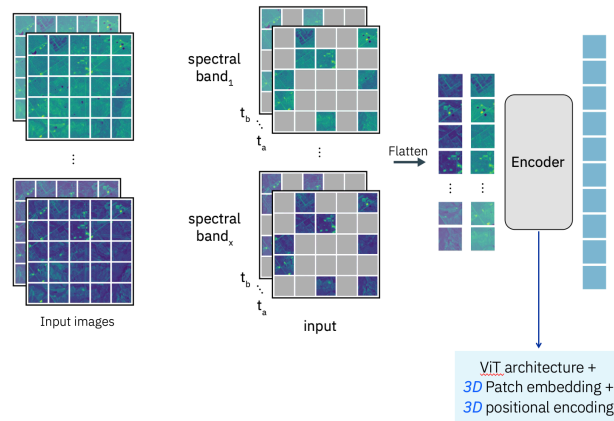 spectral
band1
tb
ta
Flatten
Encoder
spectral
bandx
tb
ta
Input images
input
ViT architecture +
3D Patch embedding +
3D positional encoding